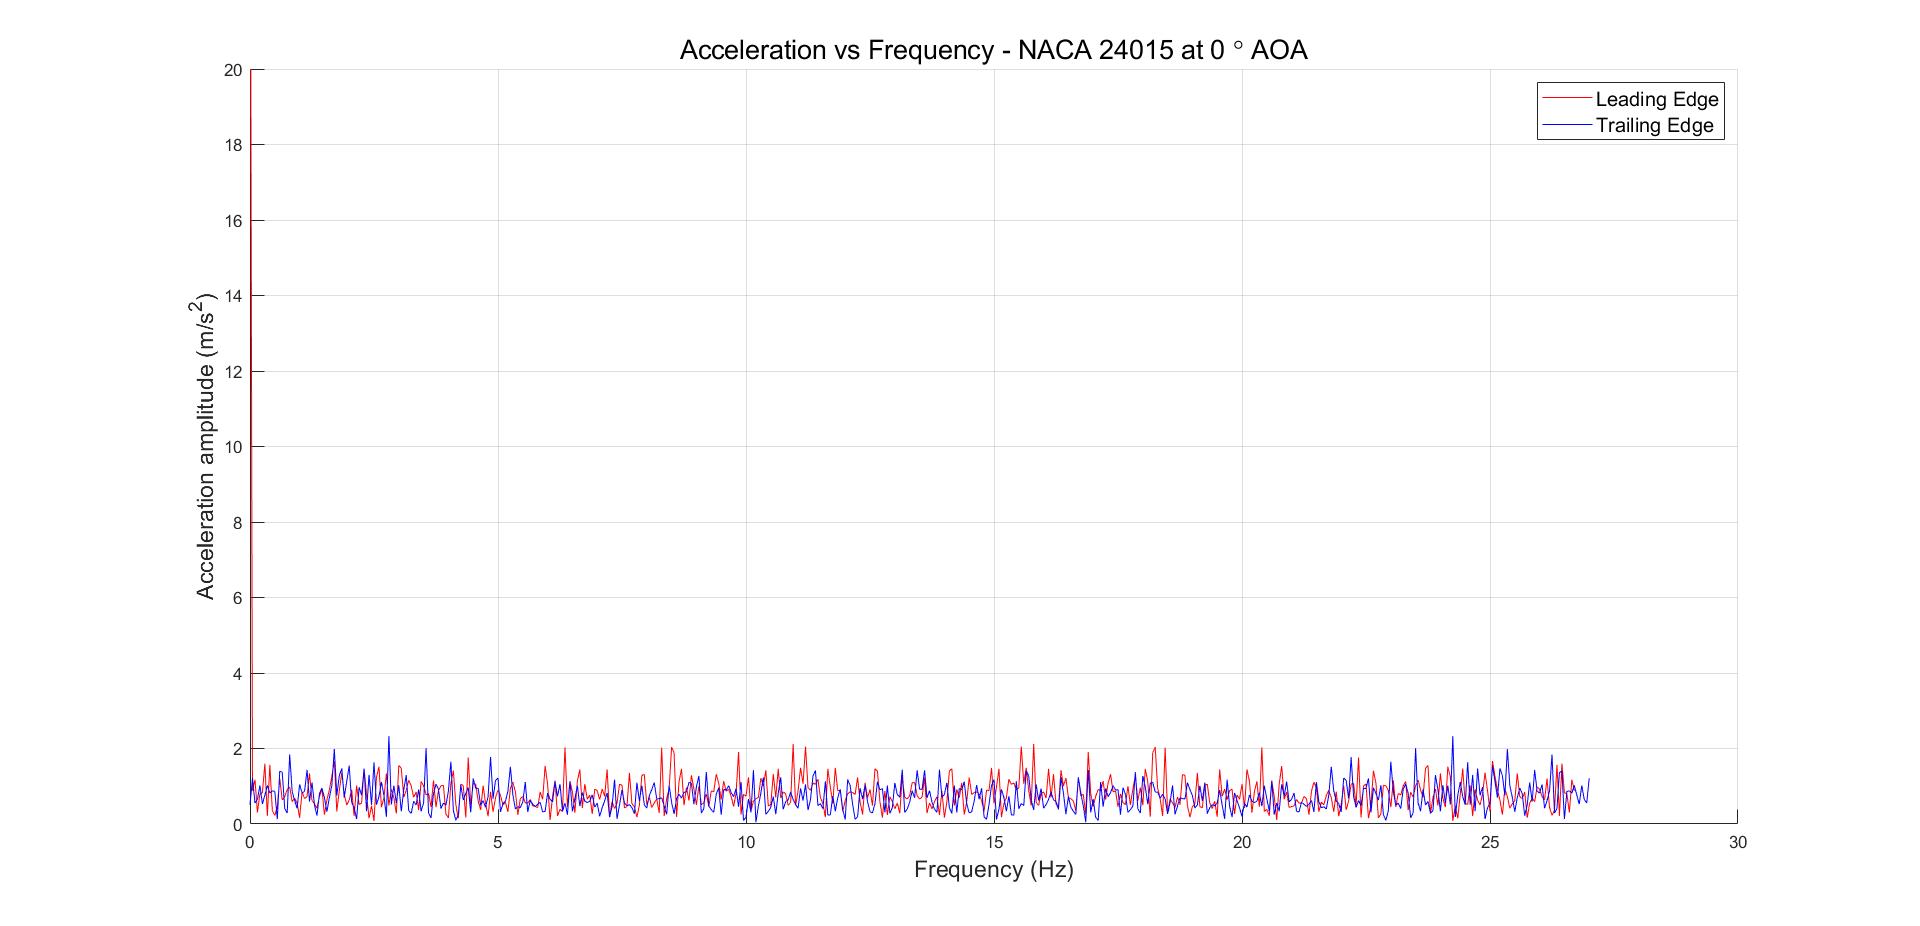 Acceleration vs Frequency - NACA 24015 at 0 ° AOA
Leading Edge
Trailing Edge
Acceleration amplitude (m/s²)
20
18
16
14
12
10
8
6
4
2
0
0 5 10 15 20 25 30
Frequency (Hz)